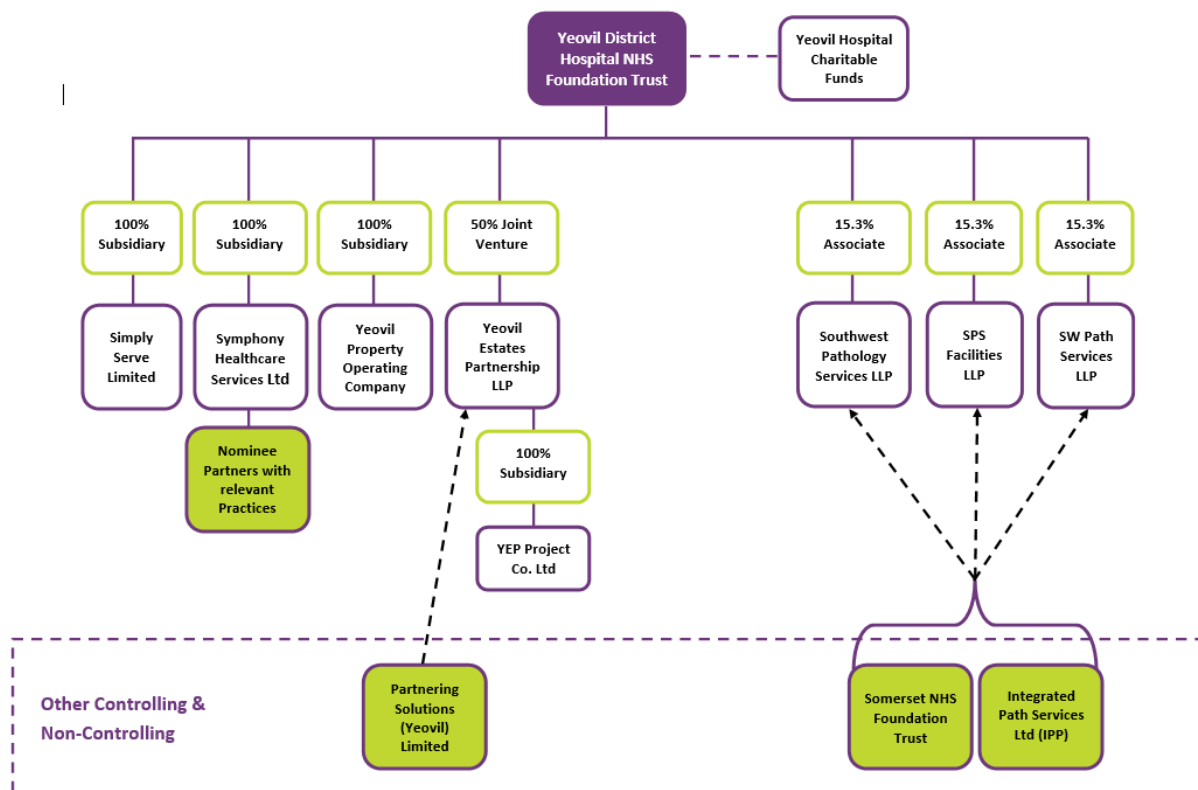 Yeovil District
Hospital NHS
Foundation Trust
Yeovil Hospital
Charitable
Funds
100%
Subsidiary
100%
Subsidiary
100%
Subsidiary
50% Joint
Venture
15.3%
Associate
15.3%
Associate
15.3%
Associate
Simply
Serve
Limited
Symphony
Healthcare
Services Ltd
Yeovil
Property
Operating
Company
Yeovil
Estates
Partnership
LLP
Southwest
Pathology
Services LLP
SPS
Facilities
LLP
SW Path
Services
LLP
Nominee
Partners with
relevant
Practices
100%
Subsidiary
YEP Project
Co. Ltd
Other Controlling &
Non-Controlling
Partnering
Solutions
(Yeovil)
Limited
Somerset NHS
Foundation
Trust
Integrated
Path Services
Ltd (IPP)